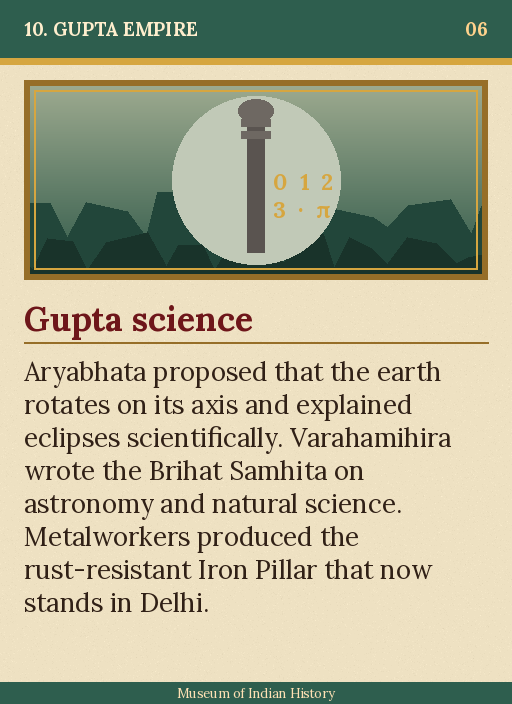 10. GUPTA EMPIRE
06
0 1 2
3 · π
Gupta science
Aryabhata proposed that the earth
rotates on its axis and explained
eclipses scientifically. Varahamihira
wrote the Brihat Samhita on
astronomy and natural science.
Metalworkers produced the
rust-resistant Iron Pillar that now
stands in Delhi.
Museum of Indian History